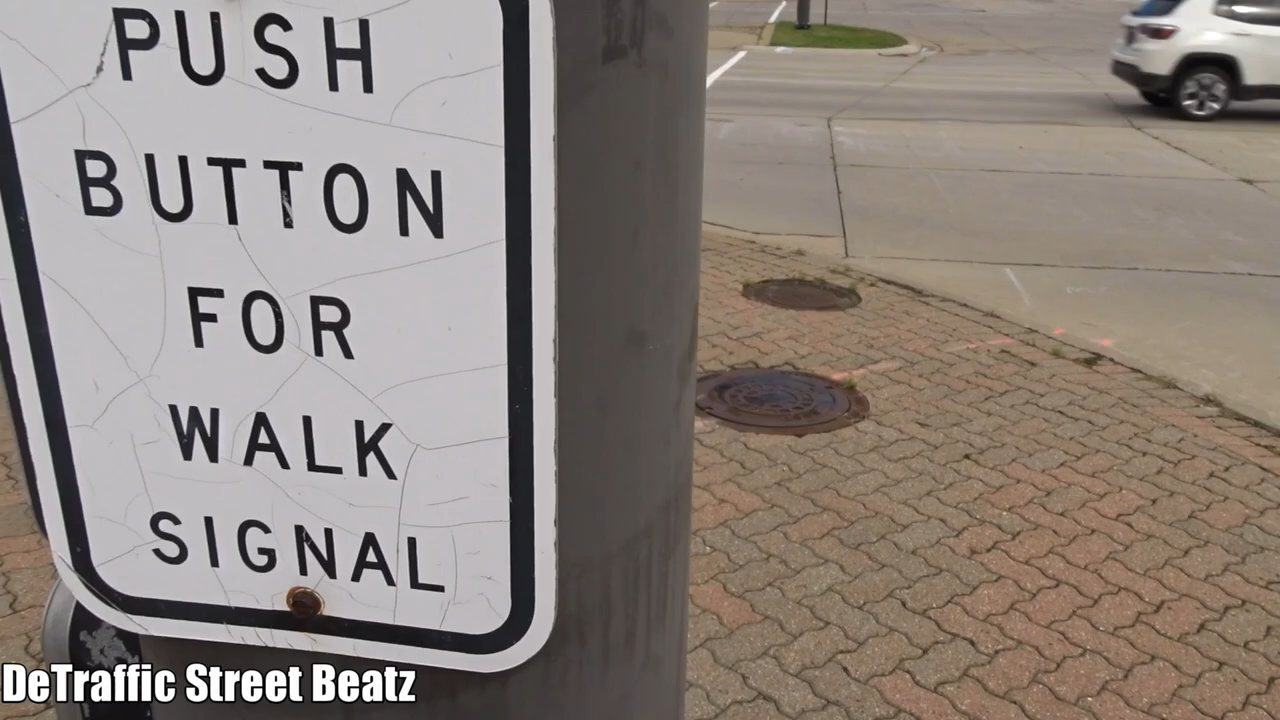 PUSH
BUTTON
FOR
WALK
SIGNAL
DeTraffic Street Beatz